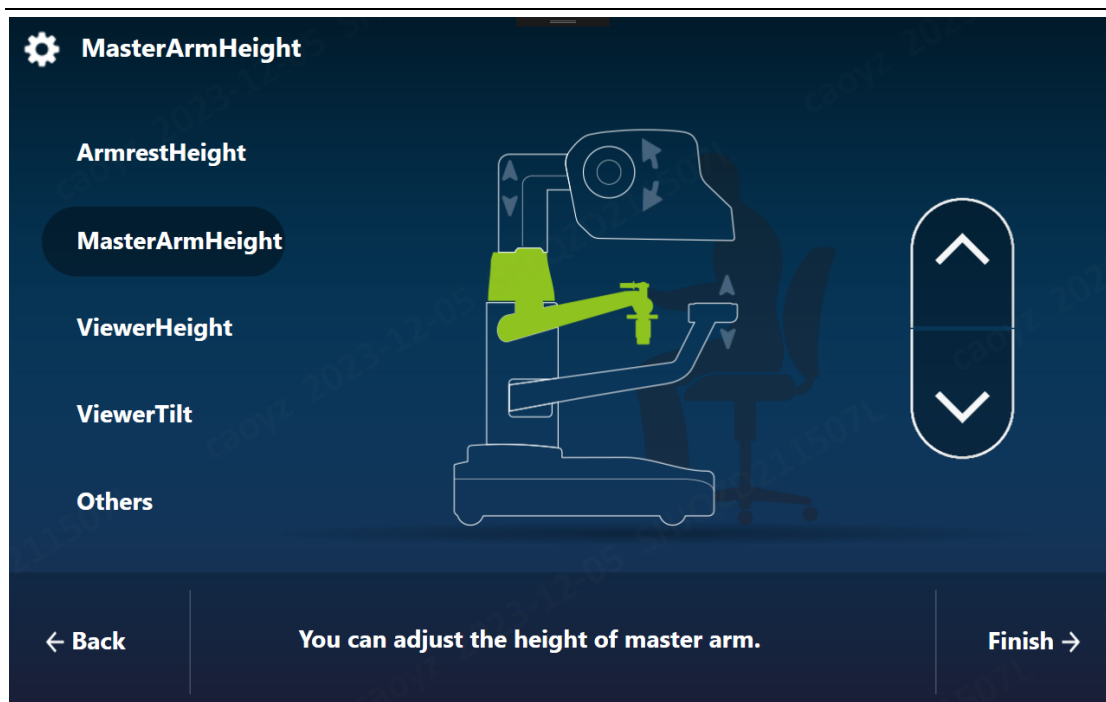 MasterArmHeight
ArmrestHeight
MasterArmHeight
ViewerHeight
ViewerTilt
Others
← Back
You can adjust the height of master arm.
Finish →